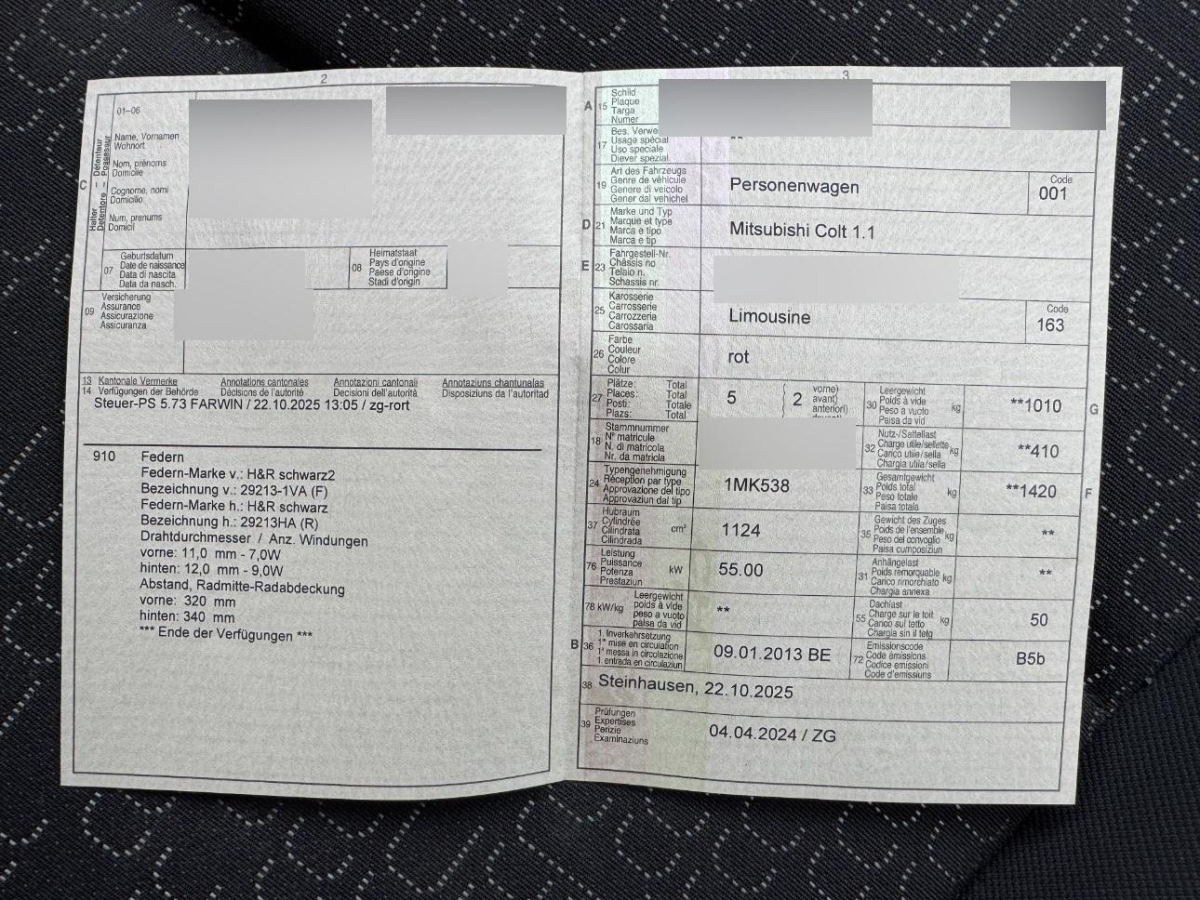 2
01-06
C
Halter Détenteur
Detentore Possessur
Name, Vornamen
Wohnort
Nom, prénoms
Domicile
Cognome, nomi
Domicilio
Num, prenums
Domicil
07
Geburtsdatum
Date de naissance
Data di nascita
Data da nasch.
08
Heimatstaat
Pays d'origine
Paese d'origine
Stadi d'origin
09
Versicherung
Assurance
Assicurazione
Assicuranza
13 Kantonale Vermerke Annotations cantonales Annotazioni cantonali Annotaziuns chantunalas
14 Verfügungen der Behörde Décisions de l'autorité Decisioni dell'autorità Disposiziuns da l'autoritad
Steuer-PS 5.73 FARWIN / 22.10.2025 13:05 / zg-rort
910 Federn
Federn-Marke v.: H&R schwarz2
Bezeichnung v.: 29213-1VA (F)
Federn-Marke h.: H&R schwarz
Bezeichnung h.: 29213HA (R)
Drahtdurchmesser / Anz. Windungen
vorne: 11,0 mm - 7,0W
hinten: 12,0 mm - 9,0W
Abstand, Radmitte-Radabdeckung
vorne: 320 mm
hinten: 340 mm
*** Ende der Verfügungen ***
3
A 15
Schild
Plaque
Targa
Numer
17
Bes. Verwe
Usage spécial
Uso speciale
Diever spezial
**
19
Art des Fahrzeugs
Genre de véhicule
Genere di veicolo
Gener dal vehichel
Personenwagen
Code
001
D 21
Marke und Typ
Marque et type
Marca e tipo
Marca e tip
Mitsubishi Colt 1.1
E 23
Fahrgestell-Nr.
Châssis no
Telaio n.
Schassis nr.
25
Karosserie
Carrosserie
Carrozzeria
Carossaria
Limousine
Code
163
26
Farbe
Couleur
Colore
Colur
rot
27
Plätze: Total
Places: Total
Posti: Totale
Plazs: Total
5
2
vorne)
avant)
anteriori)
30
Leergewicht
Poids à vide
Peso a vuoto
Paisa da vid
kg
**1010
G
18
Stammnummer
N° matricule
N. di matricola
Nr. da matricla
32
Nutz-/Sattellast
Charge utile/sellette
Carico utile/sella
Chargia utila/sella
kg
**410
24
Typengenehmigung
Réception par type
Approvazione del tipo
Approvaziun dal tip
1MK538
33
Gesamtgewicht
Poids total
Peso totale
Paisa totala
kg
**1420
F
37
Hubraum
Cylindrée
Cilindrata
Cilindrada
cm³
1124
35
Gewicht des Zuges
Poids de l'ensemble
Peso del convoglio
Paisa cumposiziun
kg
**
76
Leistung
Puissance
Potenza
Prestaziun
kW
55.00
31
Anhängelast
Poids remorquable
Carico rimorchiato
Chargia annexa
kg
**
78 kW/kg
Leergewicht
poids à vide
peso a vuoto
paisa da vid
**
55
Dachlast
Charge sur le toit
Carico sul tetto
Chargia sin il tetg
kg
50
B 36
1. Inverkehrsetzung
1re mise en circulation
1a messa in circolazione
1. entrada en circulaziun
09.01.2013 BE
72
Emissionscode
Code émissions
Codice emissioni
Code d'emissiuns
B5b
38 Steinhausen, 22.10.2025
39
Prüfungen
Expertises
Perizie
Examinaziuns
04.04.2024 / ZG